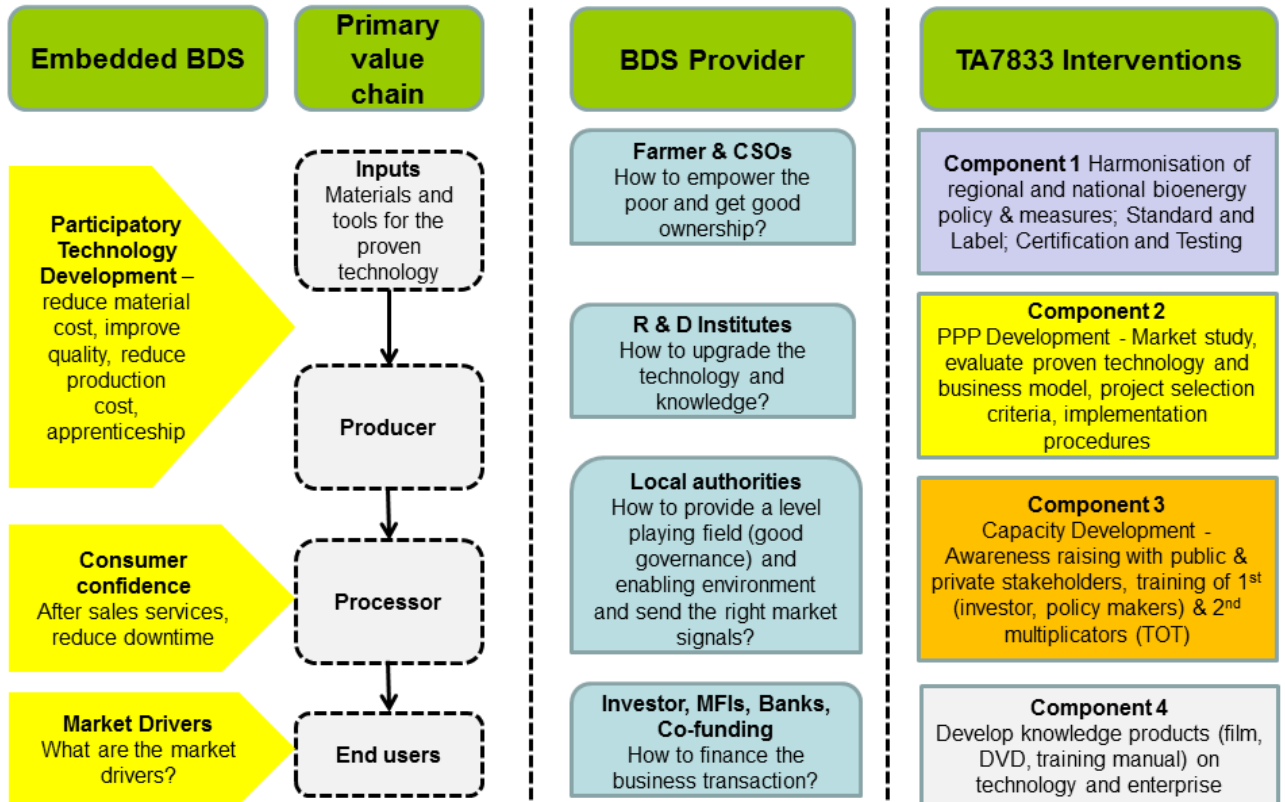 Embedded BDS
Primary
value
chain
BDS Provider
TA7833 Interventions
Participatory
Technology
Development –
reduce material
cost, improve
quality, reduce
production
cost,
apprenticeship
Consumer
confidence
After sales services,
reduce downtime
Market Drivers
What are the market
drivers?
Inputs
Materials and
tools for the
proven
technology
Producer
Processor
End users
Farmer & CSOs
How to empower the
poor and get good
ownership?
R & D Institutes
How to upgrade the
technology and
knowledge?
Local authorities
How to provide a level
playing field (good
governance) and
enabling environment
and send the right market
signals?
Investor, MFIs, Banks,
Co-funding
How to finance the
business transaction?
Component 1 Harmonisation of
regional and national bioenergy
policy & measures; Standard and
Label; Certification and Testing
Component 2
PPP Development - Market study,
evaluate proven technology and
business model, project selection
criteria, implementation
procedures
Component 3
Capacity Development -
Awareness raising with public &
private stakeholders, training of 1st
(investor, policy makers) & 2nd
multiplicators (TOT)
Component 4
Develop knowledge products (film,
DVD, training manual) on
technology and enterprise